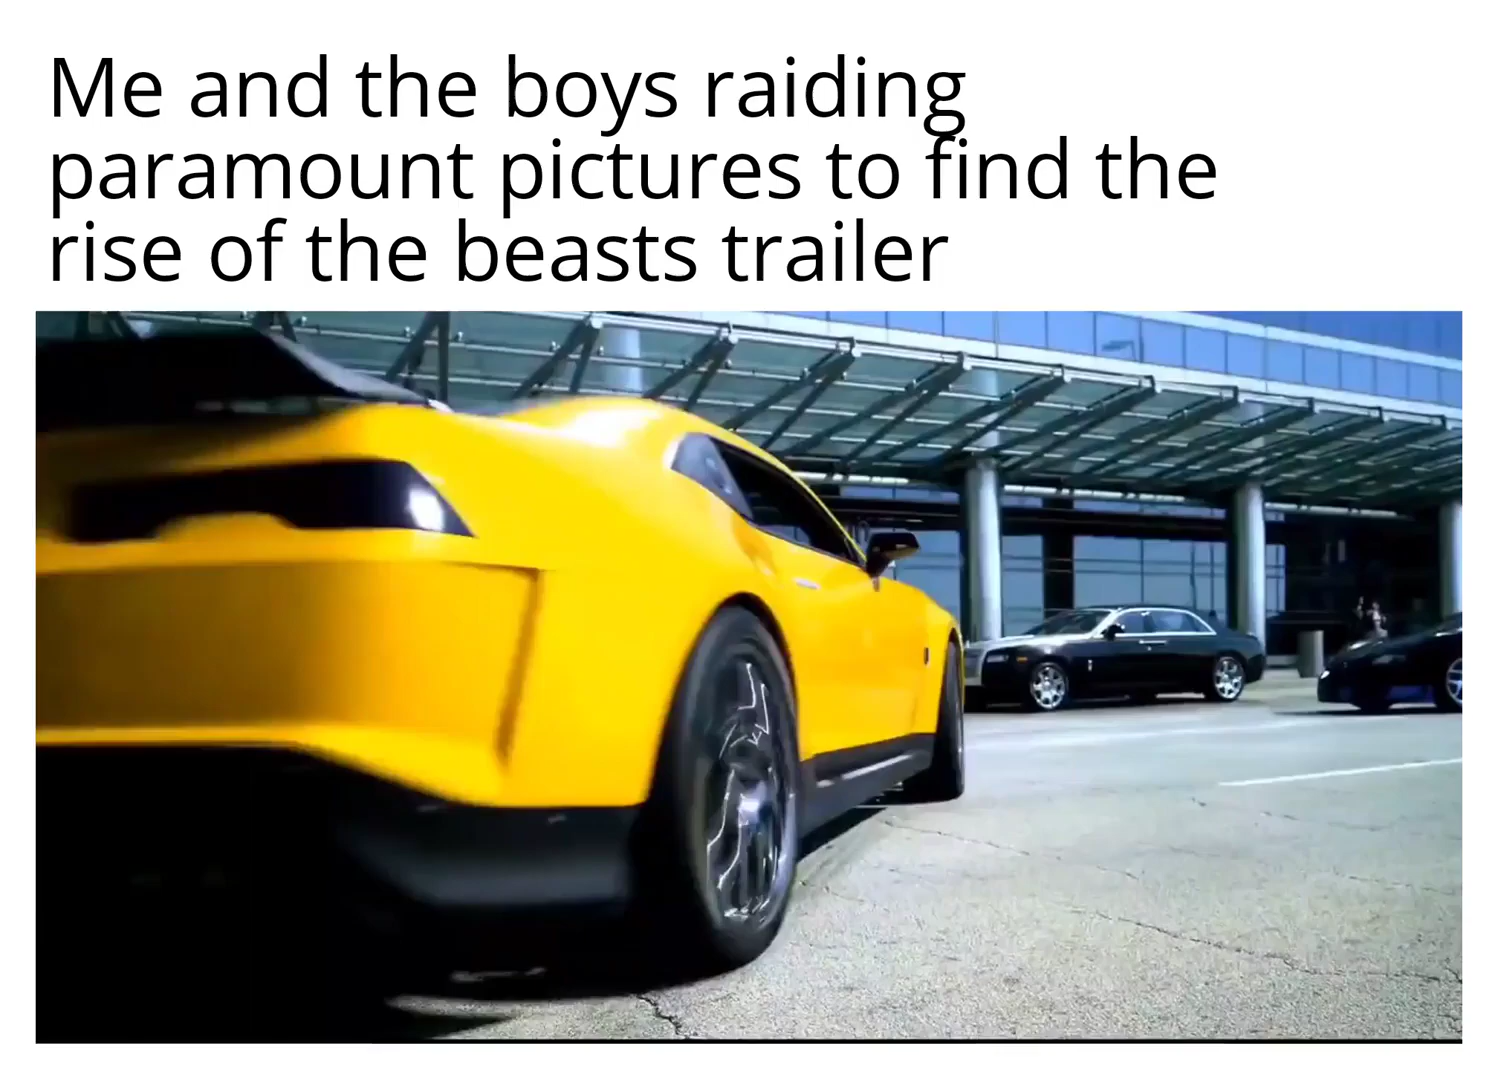 Me and the boys raiding
paramount pictures to find the
rise of the beasts trailer